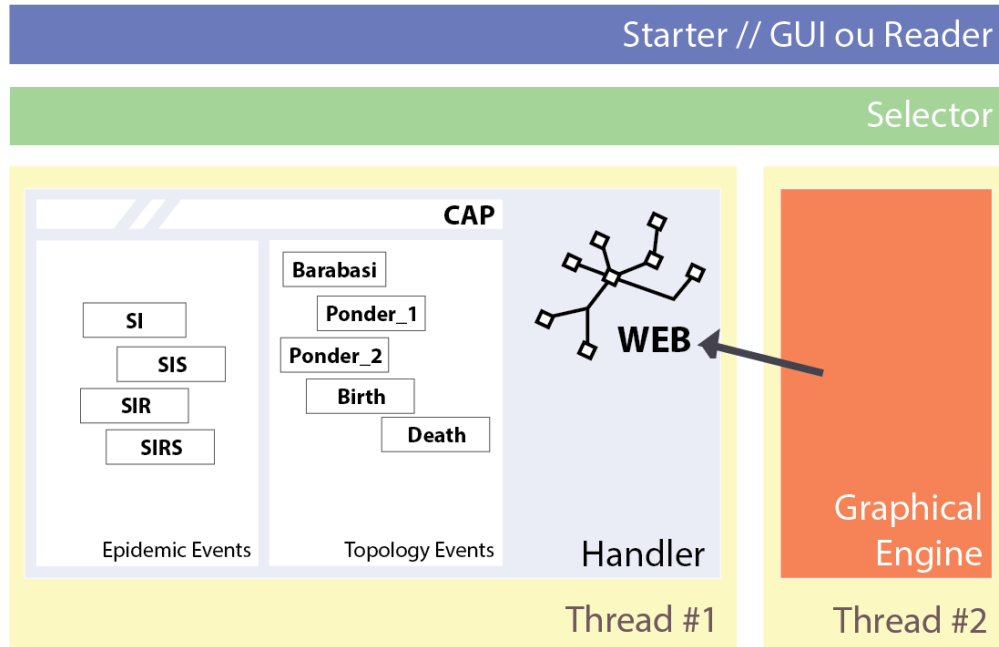 Starter // GUI ou Reader
Selector
CAP
SI
SIS
SIR
SIRS
Epidemic Events
Barabasi
Ponder_1
Ponder_2
Birth
Death
Topology Events
WEB
Handler
Thread #1
Graphical
Engine
Thread #2